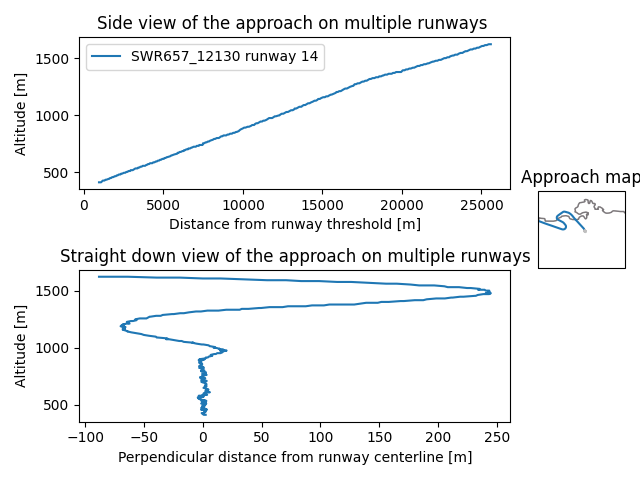 Side view of the approach on multiple runways
1500
1000
500
Altitude [m]
SWR657_12130 runway 14
0 5000 10000 15000 20000 25000
Distance from runway threshold [m]
Approach map
Straight down view of the approach on multiple runways
1500
1000
500
Altitude [m]
−100 −50 0 50 100 150 200 250
Perpendicular distance from runway centerline [m]